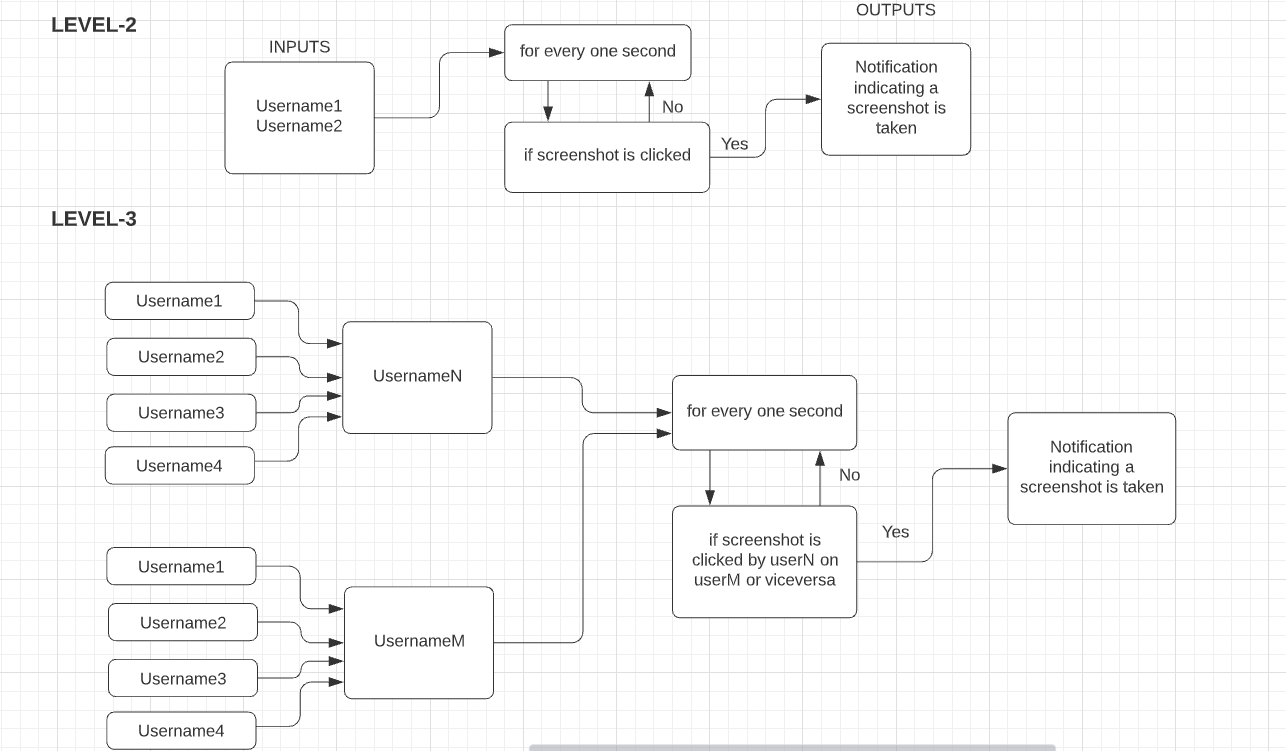 LEVEL-2
INPUTS
OUTPUTS
Username1
Username2
for every one second
No
if screenshot is clicked
Yes
Notification
indicating a
screenshot is
taken
LEVEL-3
Username1
Username2
Username3
Username4
UsernameN
Username1
Username2
Username3
Username4
UsernameM
for every one second
No
if screenshot is
clicked by userN on
userM or viceversa
Yes
Notification
indicating a
screenshot is taken